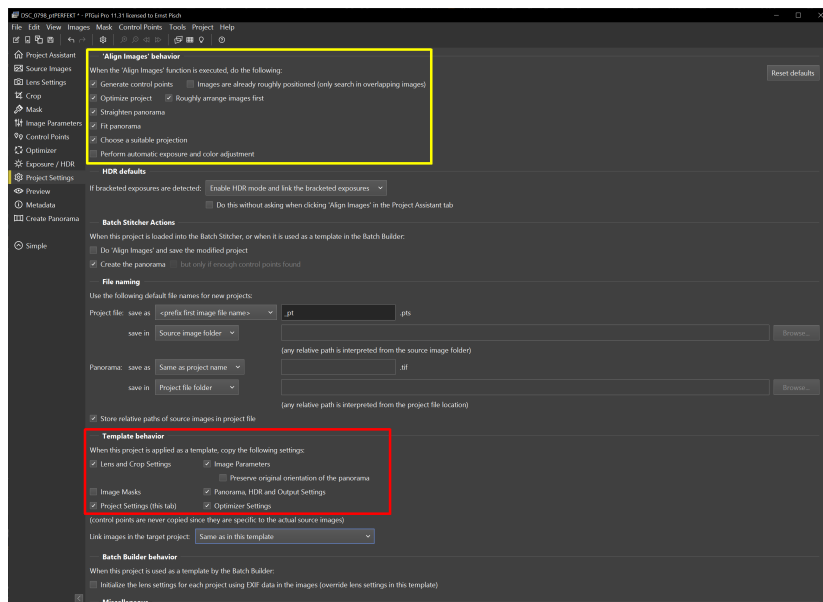 DSC_0798_ptPERFEKT * - PTGui Pro 11.31 licensed to Ernst Pisch
File Edit View Images Mask Control Points Tools Project Help
Project Assistant
Source Images
Lens Settings
Crop
Mask
Image Parameters
Control Points
Optimizer
Exposure / HDR
Project Settings
Preview
Metadata
Create Panorama
Simple
'Align Images' behavior
When the 'Align Images' function is executed, do the following:
Reset defaults
Generate control points Images are already roughly positioned (only search in overlapping images)
Optimize project Roughly arrange images first
Straighten panorama
Fit panorama
Choose a suitable projection
Perform automatic exposure and color adjustment
HDR defaults
If bracketed exposures are detected: Enable HDR mode and link the bracketed exposures
Do this without asking when clicking 'Align Images' in the Project Assistant tab
Batch Stitcher Actions
When this project is loaded into the Batch Stitcher, or when it is used as a template in the Batch Builder:
Do 'Align Images' and save the modified project
Create the panorama but only if enough control points found
File naming
Use the following default file names for new projects:
Project file: save as <prefix first image file name> _pt .pts
save in Source image folder Browse...
(any relative path is interpreted from the source image folder)
Panorama: save as Same as project name .tif
save in Project file folder Browse...
(any relative path is interpreted from the project file location)
Store relative paths of source images in project file
Template behavior
When this project is applied as a template, copy the following settings:
Lens and Crop Settings Image Parameters
Preserve original orientation of the panorama
Image Masks Panorama, HDR and Output Settings
Project Settings (this tab) Optimizer Settings
(control points are never copied since they are specific to the actual source images)
Link images in the target project: Same as in this template
Batch Builder behavior
When this project is used as a template by the Batch Builder:
Initialize the lens settings for each project using EXIF data in the images (override lens settings in this template)
Miscellaneous